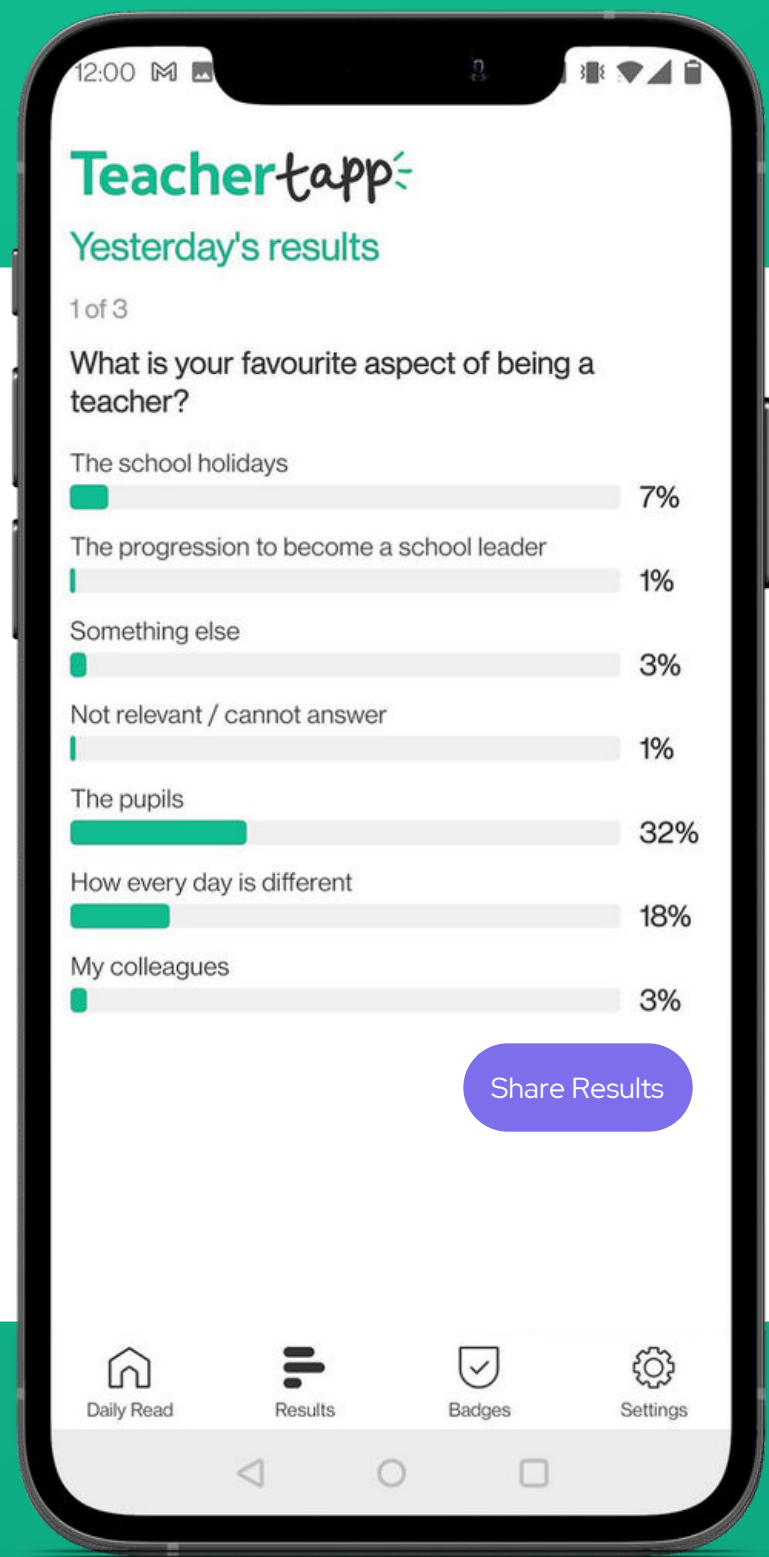 12:00
Teachertapp
Yesterday's results
1 of 3
What is your favourite aspect of being a
teacher?
The school holidays
7%
The progression to become a school leader
1%
Something else
3%
Not relevant / cannot answer
1%
The pupils
32%
How every day is different
18%
My colleagues
3%
Share Results
Daily Read Results Badges Settings